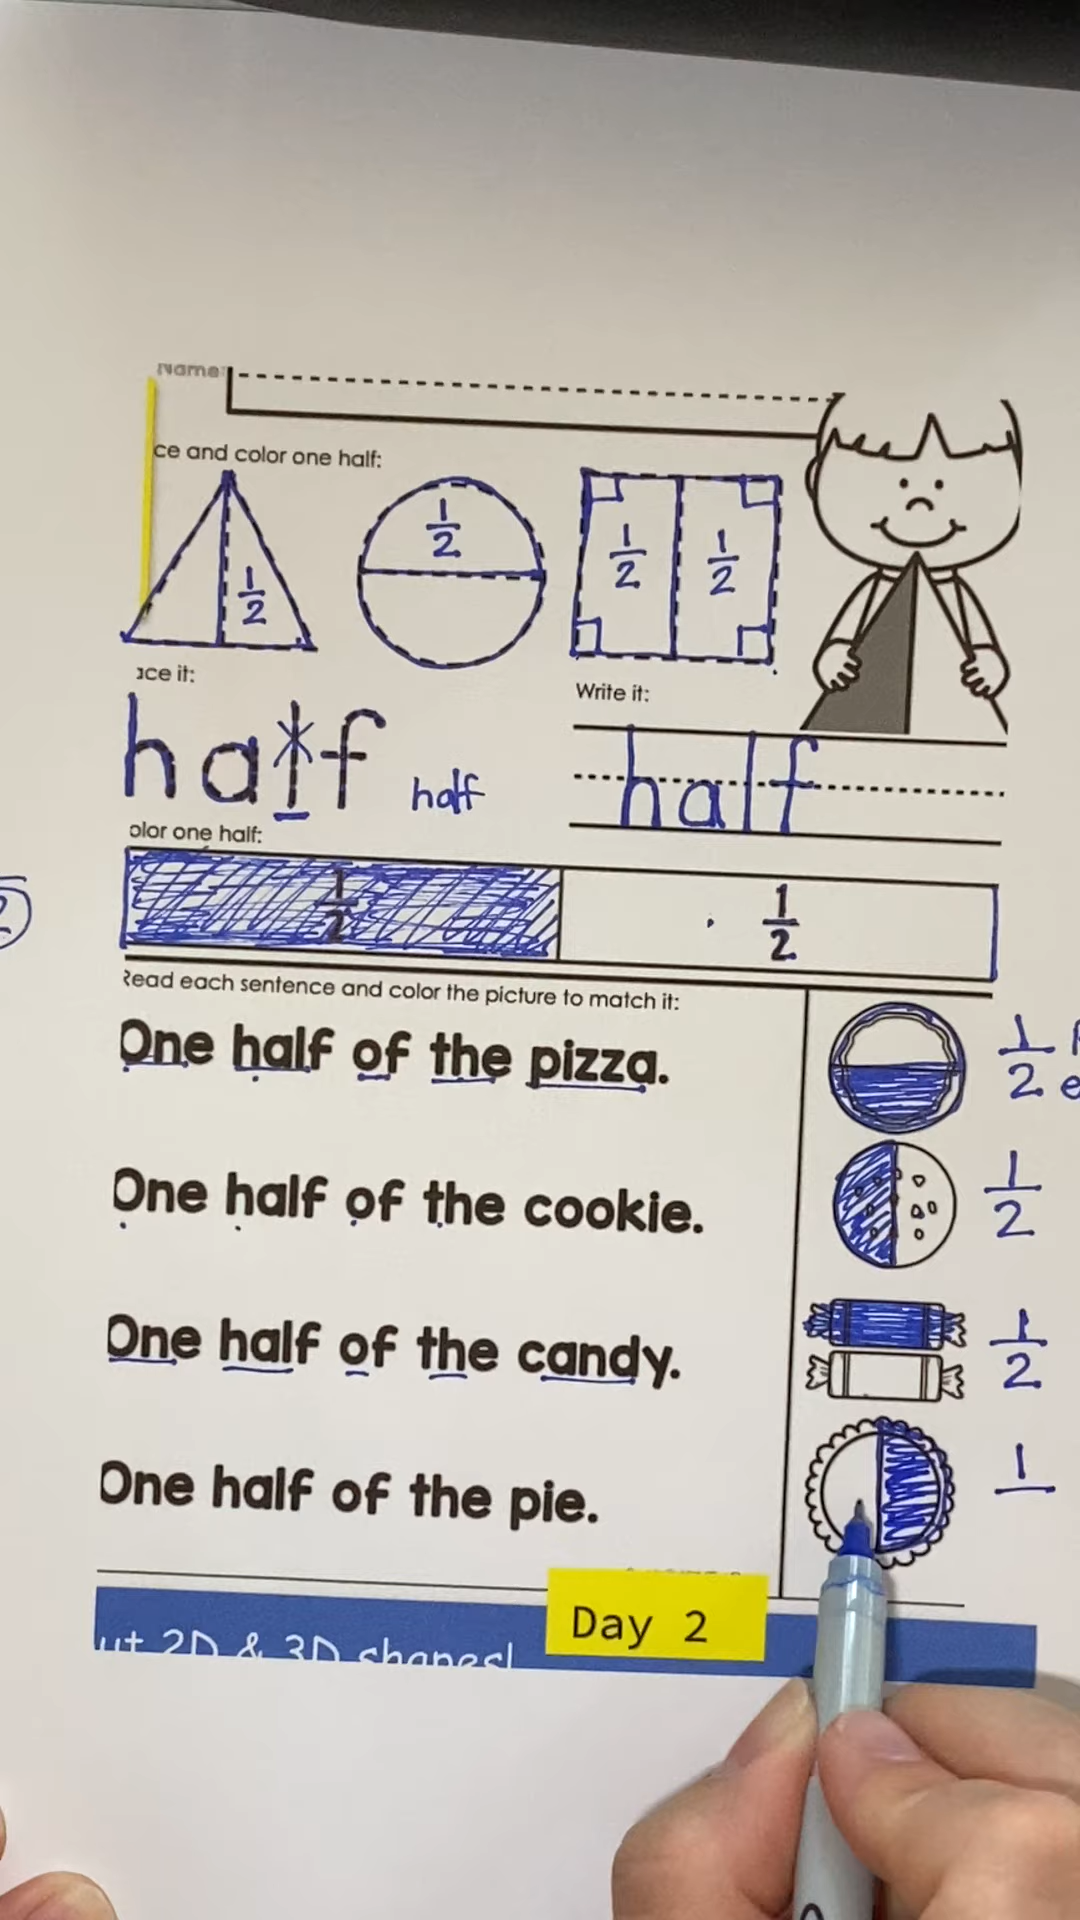 Name:
ce and color one half:
1/2
1/2
1/2 1/2
ace it:
Write it:
half half half
olor one half:
1/2 1/2
Read each sentence and color the picture to match it:
One half of the pizza. 1/2
One half of the cookie. 1/2
One half of the candy. 1/2
One half of the pie. 1
Day 2
ut 2D & 3D shapes!